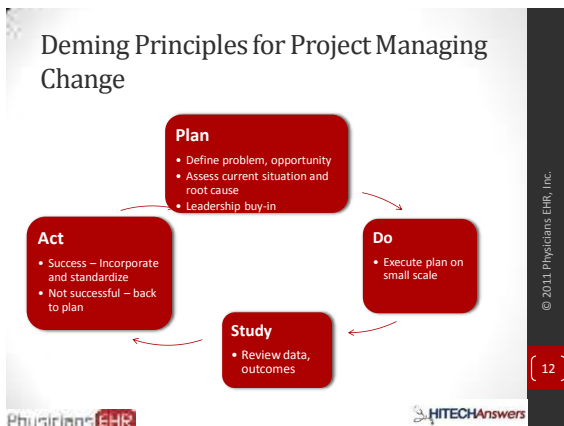 Deming Principles for Project Managing
Change
Plan
• Define problem, opportunity
• Assess current situation and
root cause
• Leadership buy-in
Do
• Execute plan on
small scale
Study
• Review data,
outcomes
Act
• Success – Incorporate
and standardize
• Not successful – back
to plan
© 2011 Physicians EHR, Inc.
12
Physicians EHR
HITECHAnswers